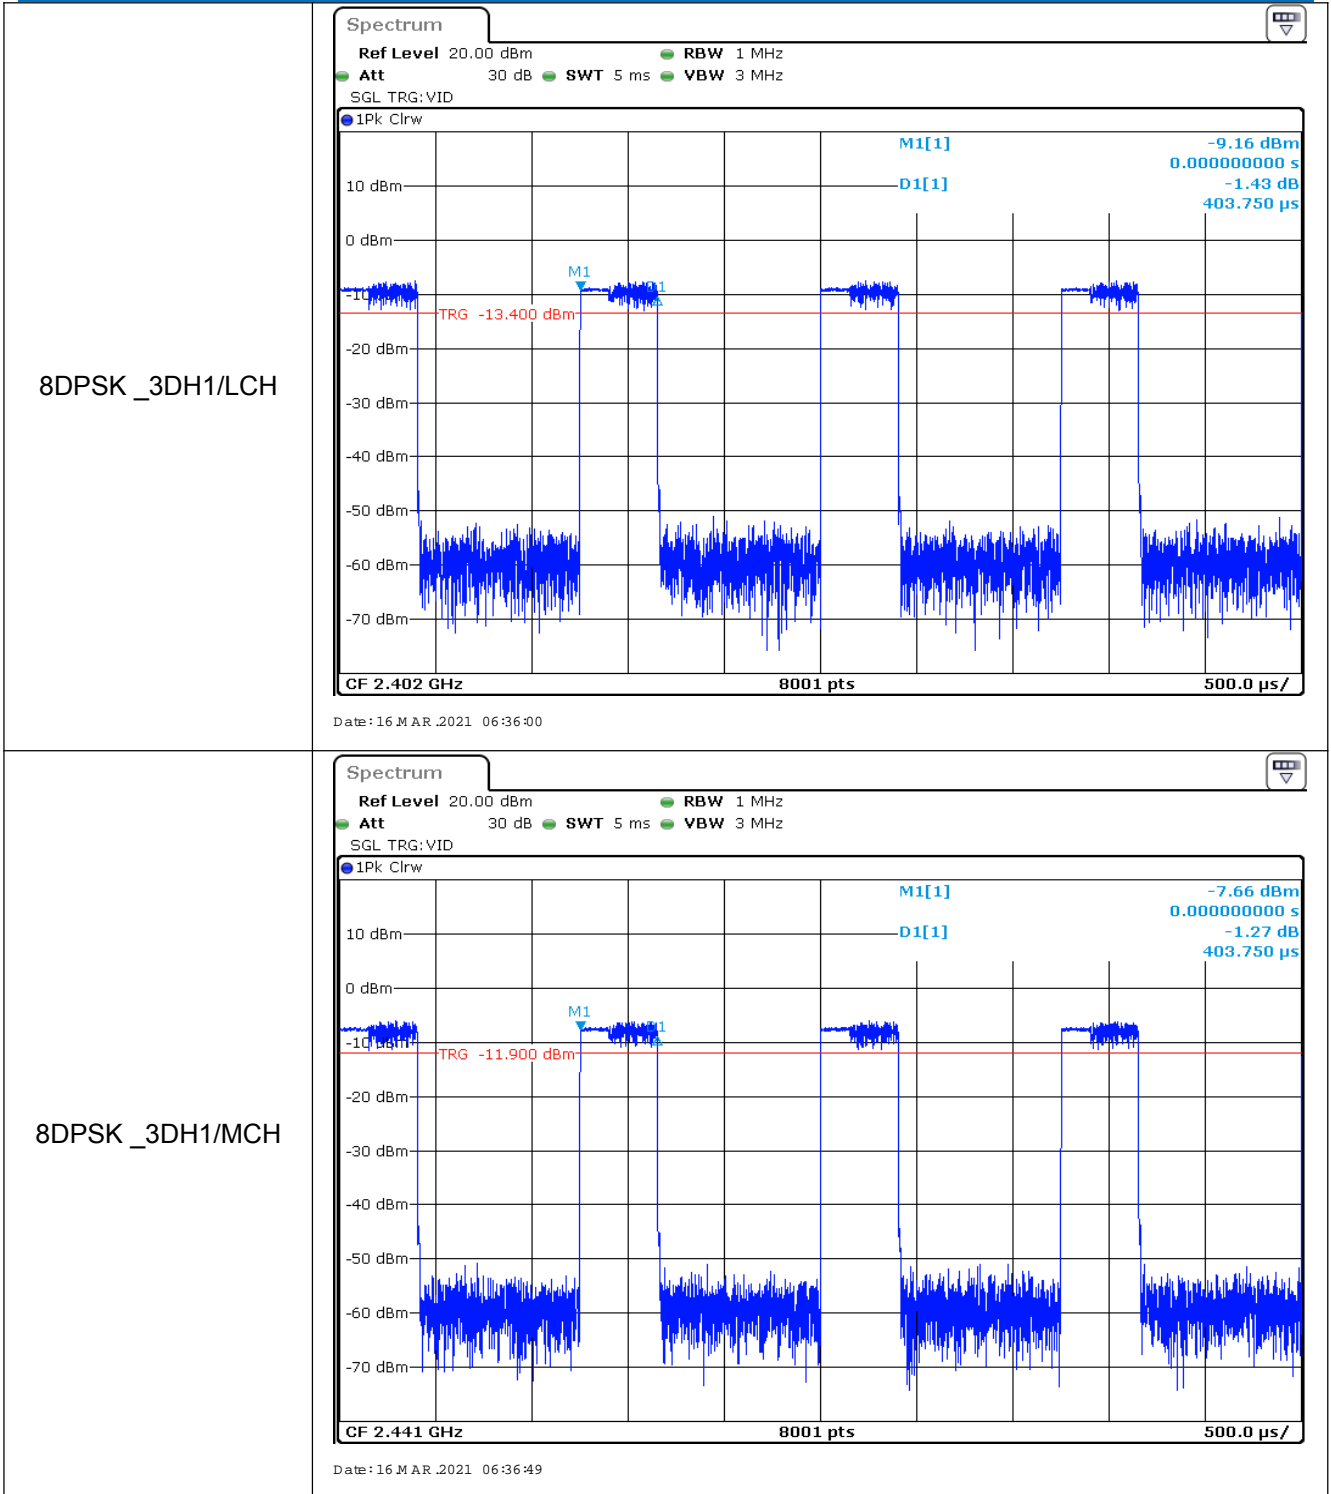 8DPSK _3DH1/LCH
Spectrum
Ref Level 20.00 dBm RBW 1 MHz
Att 30 dB SWT 5 ms VBW 3 MHz
SGL TRG:VID
1Pk Clrw
M1[1] -9.16 dBm
0.000000000 s
10 dBm D1[1] -1.43 dB
403.750 µs
0 dBm
M1
TRG -13.400 dBm
-20 dBm
-30 dBm
-40 dBm
-50 dBm
-60 dBm
-70 dBm
CF 2.402 GHz 8001 pts 500.0 µs/
Date: 16.MAR.2021 06:36:00
8DPSK _3DH1/MCH
Spectrum
Ref Level 20.00 dBm RBW 1 MHz
Att 30 dB SWT 5 ms VBW 3 MHz
SGL TRG:VID
1Pk Clrw
M1[1] -7.66 dBm
0.000000000 s
10 dBm D1[1] -1.27 dB
403.750 µs
0 dBm
M1
TRG -11.900 dBm
-20 dBm
-30 dBm
-40 dBm
-50 dBm
-60 dBm
-70 dBm
CF 2.441 GHz 8001 pts 500.0 µs/
Date: 16.MAR.2021 06:36:49